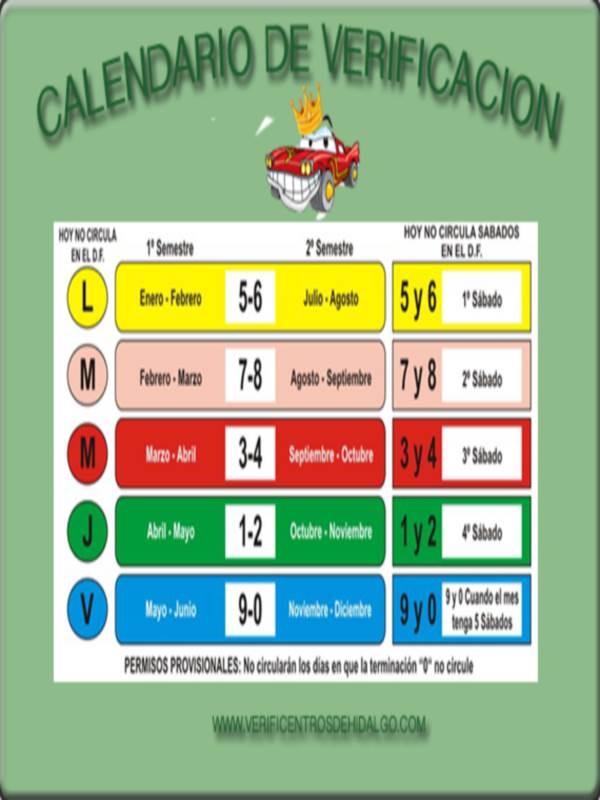 CALENDARIO DE VERIFICACION
HOY NO CIRCULA
EN EL D.F.
1º Semestre
2º Semestre
HOY NO CIRCULA SABADOS
EN EL D.F.
L
Enero - Febrero
5-6
Julio - Agosto
5 y 6
1º Sábado
M
Febrero - Marzo
7-8
Agosto - Septiembre
7 y 8
2º Sábado
M
Marzo - Abril
3-4
Septiembre - Octubre
3 y 4
3º Sábado
J
Abril - Mayo
1-2
Octubre - Noviembre
1 y 2
4º Sábado
V
Mayo - Junio
9-0
Noviembre - Diciembre
9 y 0
9 y 0 Cuando el mes
tenga 5 Sábados
PERMISOS PROVISIONALES: No circularán los días en que la terminación "0" no circule
WWW.VERIFICENTROSDEHIDALGO.COM